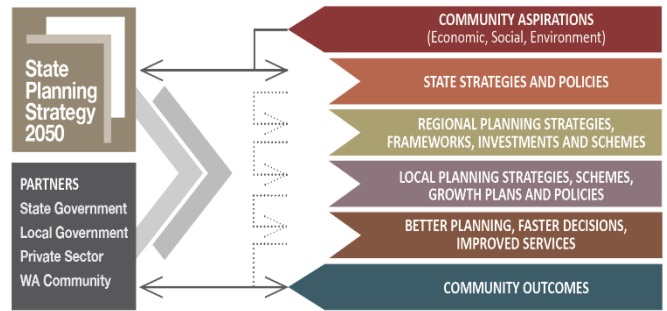 State
Planning
Strategy
2050
PARTNERS
State Government
Local Government
Private Sector
WA Community
COMMUNITY ASPIRATIONS
(Economic, Social, Environment)
STATE STRATEGIES AND POLICIES
REGIONAL PLANNING STRATEGIES,
FRAMEWORKS, INVESTMENTS AND SCHEMES
LOCAL PLANNING STRATEGIES, SCHEMES,
GROWTH PLANS AND POLICIES
BETTER PLANNING, FASTER DECISIONS,
IMPROVED SERVICES
COMMUNITY OUTCOMES